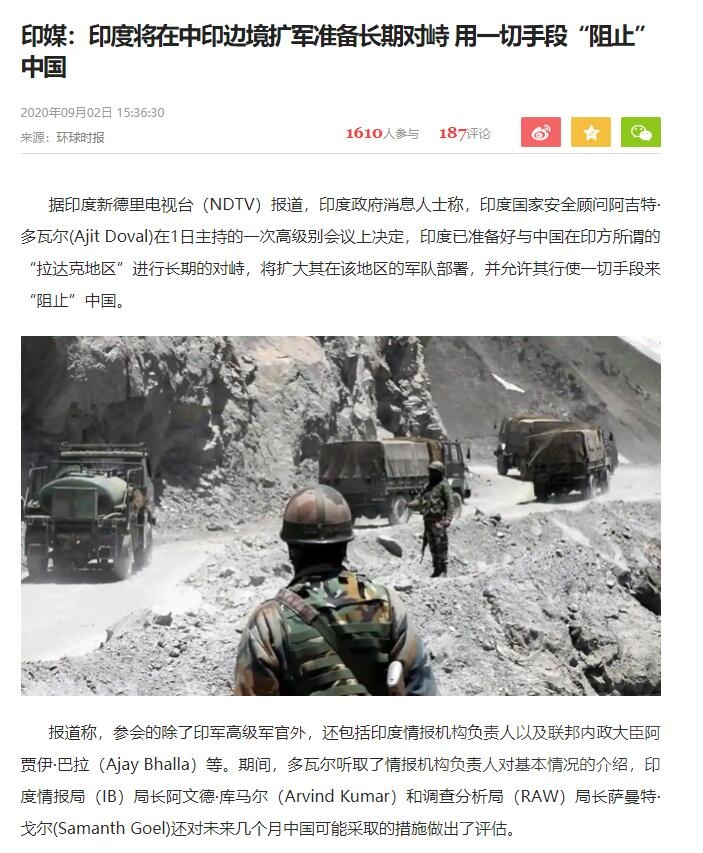 印媒：印度将在中印边境扩军准备长期对峙 用一切手段“阻止”
中国
2020年09月02日 15:36:30
来源：环球时报
1610人参与 187评论
据印度新德里电视台（NDTV）报道，印度政府消息人士称，印度国家安全顾问阿吉特·
多瓦尔(Ajit Doval)在1日主持的一次高级别会议上决定，印度已准备好与中国在印方所谓的
“拉达克地区”进行长期的对峙，将扩大其在该地区的军队部署，并允许其行使一切手段来
“阻止”中国。
报道称，参会的除了印军高级军官外，还包括印度情报机构负责人以及联邦内政大臣阿
贾伊·巴拉（Ajay Bhalla）等。期间，多瓦尔听取了情报机构负责人对基本情况的介绍，印
度情报局（IB）局长阿文德·库马尔（Arvind Kumar）和调查分析局（RAW）局长萨曼特·
戈尔(Samanth Goel)还对未来几个月中国可能采取的措施做出了评估。